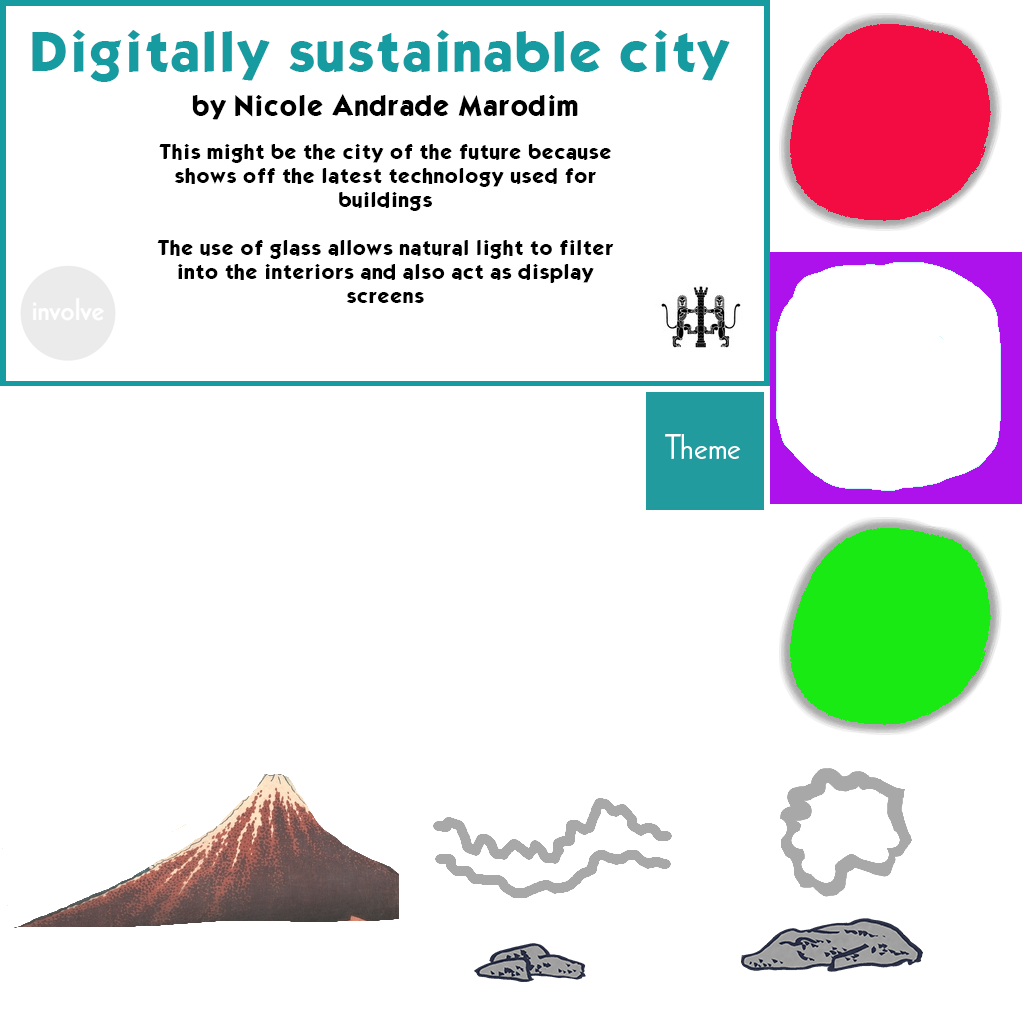 Digitally sustainable city
by Nicole Andrade Marodim
This might be the city of the future because
shows off the latest technology used for
buildings
The use of glass allows natural light to filter
into the interiors and also act as display
screens
involve
Theme